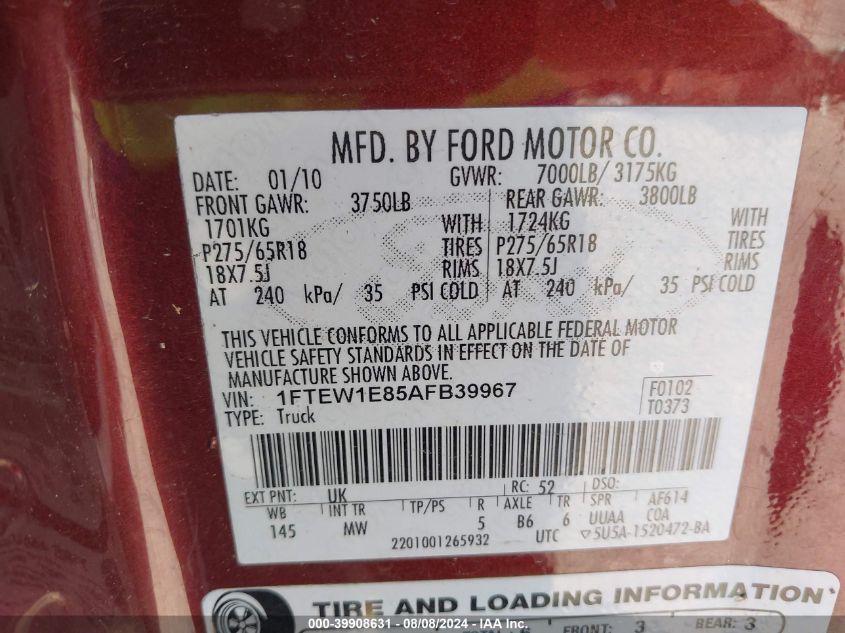 MFD. BY FORD MOTOR CO.
DATE: 01/10 GVWR: 7000LB/ 3175KG
FRONT GAWR: 3750LB REAR GAWR: 3800LB
1701KG WITH 1724KG WITH
P275/65R18 TIRES P275/65R18 TIRES
18X7.5J RIMS 18X7.5J RIMS
AT 240 kPa/ 35 PSI COLD AT 240 kPa/ 35 PSI COLD
THIS VEHICLE CONFORMS TO ALL APPLICABLE FEDERAL MOTOR
VEHICLE SAFETY STANDARDS IN EFFECT ON THE DATE OF
MANUFACTURE SHOWN ABOVE.
VIN: 1FTEW1E85AFB39967 F0102
TYPE: Truck T0373
EXT PNT: UK RC: 52 DSO:
WB INT TR TP/PS R AXLE TR SPR AF614
145 MW 5 B6 6 UUAA COA
2201001265932 UTC ▽5U5A-1520472-BA
TIRE AND LOADING INFORMATION
FRONT: 3 REAR: 3
000-39908631 - 08/08/2024 - IAA Inc.